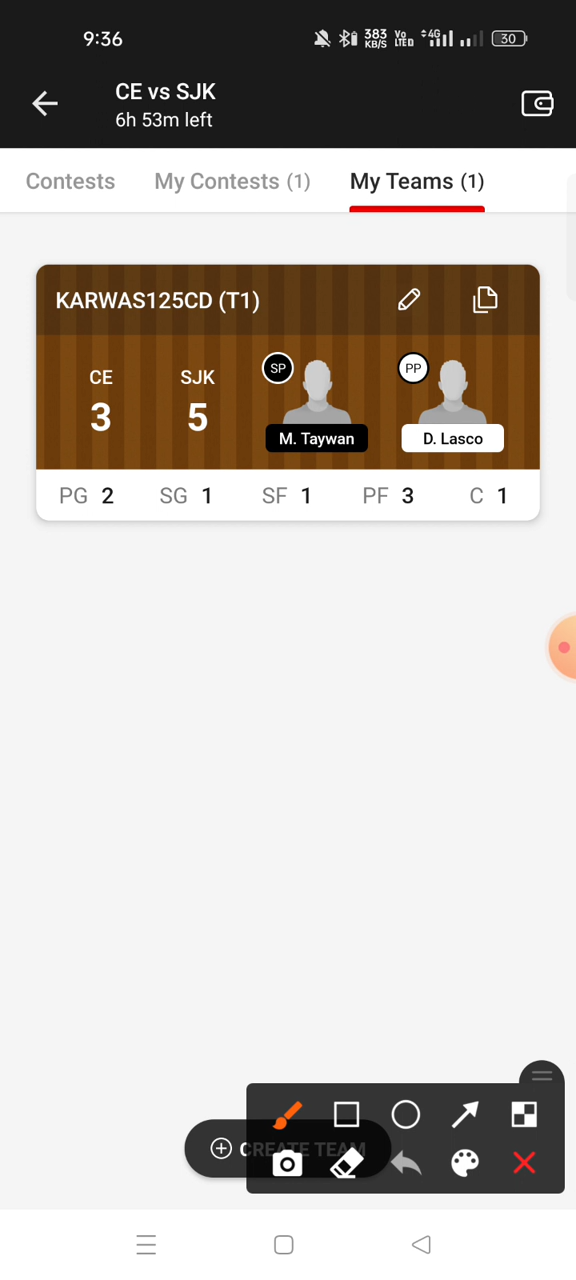 9:36 383 KB/S Vo LTED 4G 30
CE vs SJK
6h 53m left
Contests My Contests (1) My Teams (1)
KARWAS125CD (T1)
CE SJK SP PP
3 5
M. Taywan D. Lasco
PG 2 SG 1 SF 1 PF 3 C 1
CREATE TEAM